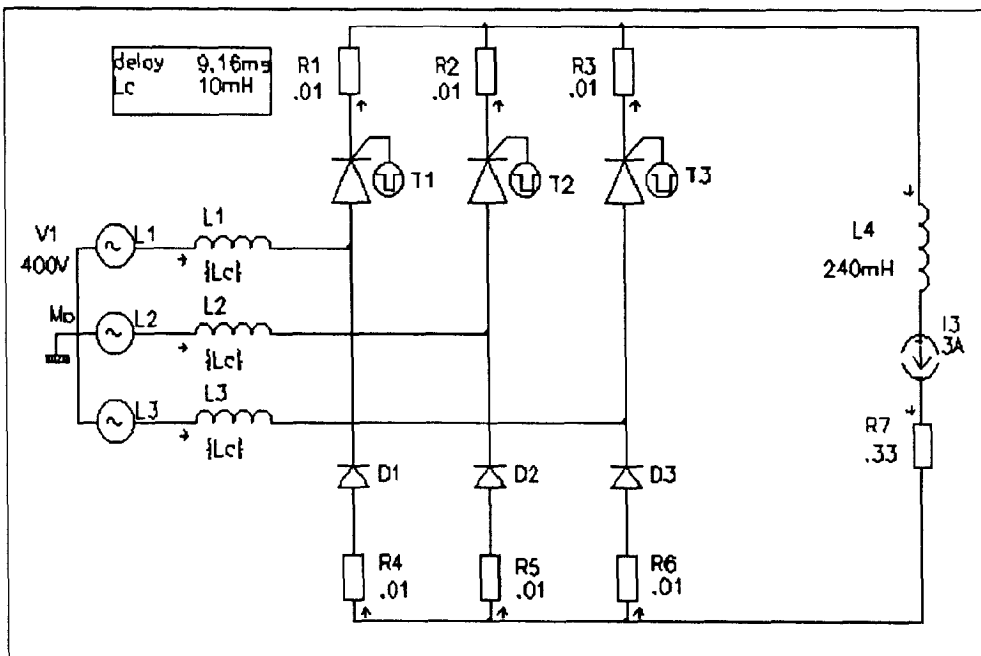 delay 9.16ms
Lc 10mH
R1
.01
R2
.01
R3
.01
T1
T2
T3
V1
400V
L1
L1
{Lc}
Mp
L2
L2
{Lc}
L3
L3
{Lc}
L4
240mH
I3
3A
R7
.33
D1
D2
D3
R4
.01
R5
.01
R6
.01